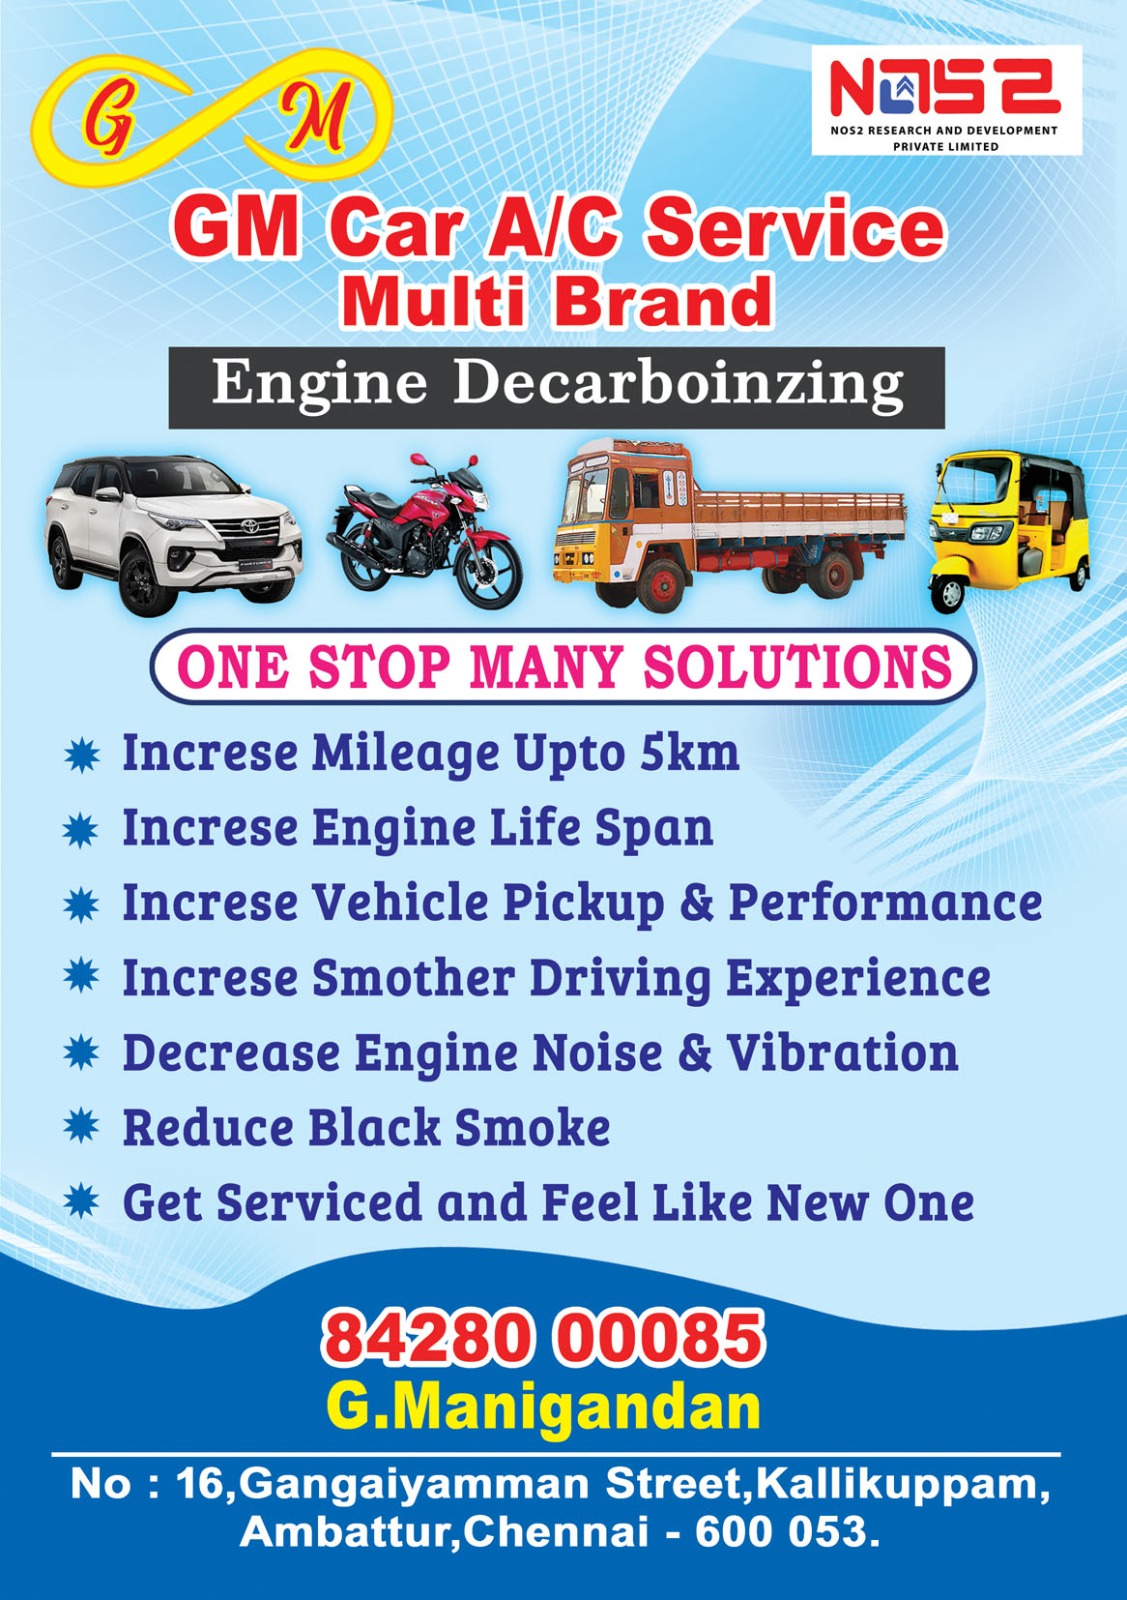 G M
NOS2
NOS2 RESEARCH AND DEVELOPMENT
PRIVATE LIMITED
GM Car A/C Service
Multi Brand
Engine Decarboinzing
ONE STOP MANY SOLUTIONS
Increse Mileage Upto 5km
Increse Engine Life Span
Increse Vehicle Pickup & Performance
Increse Smother Driving Experience
Decrease Engine Noise & Vibration
Reduce Black Smoke
Get Serviced and Feel Like New One
84280 00085
G.Manigandan
No : 16,Gangaiyamman Street,Kallikuppam,
Ambattur,Chennai - 600 053.